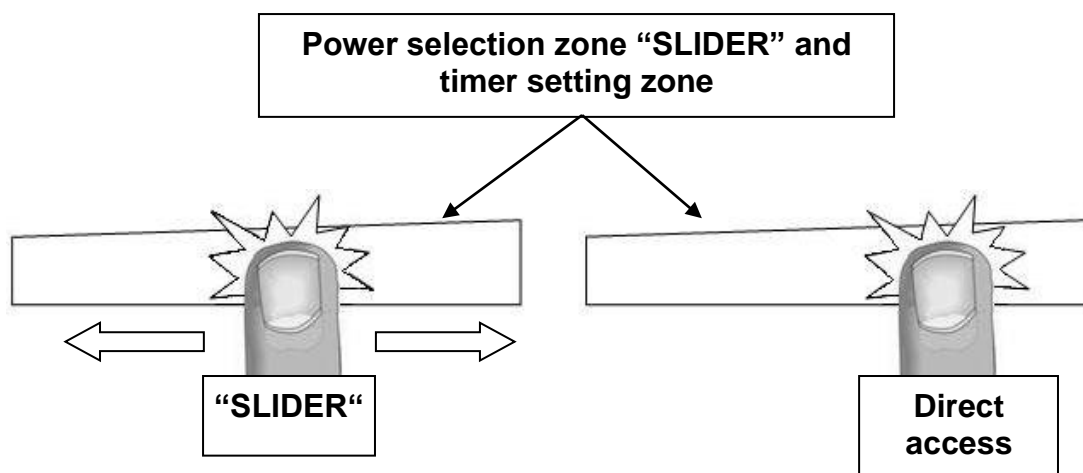 Power selection zone “SLIDER” and
timer setting zone
“SLIDER“
Direct
access